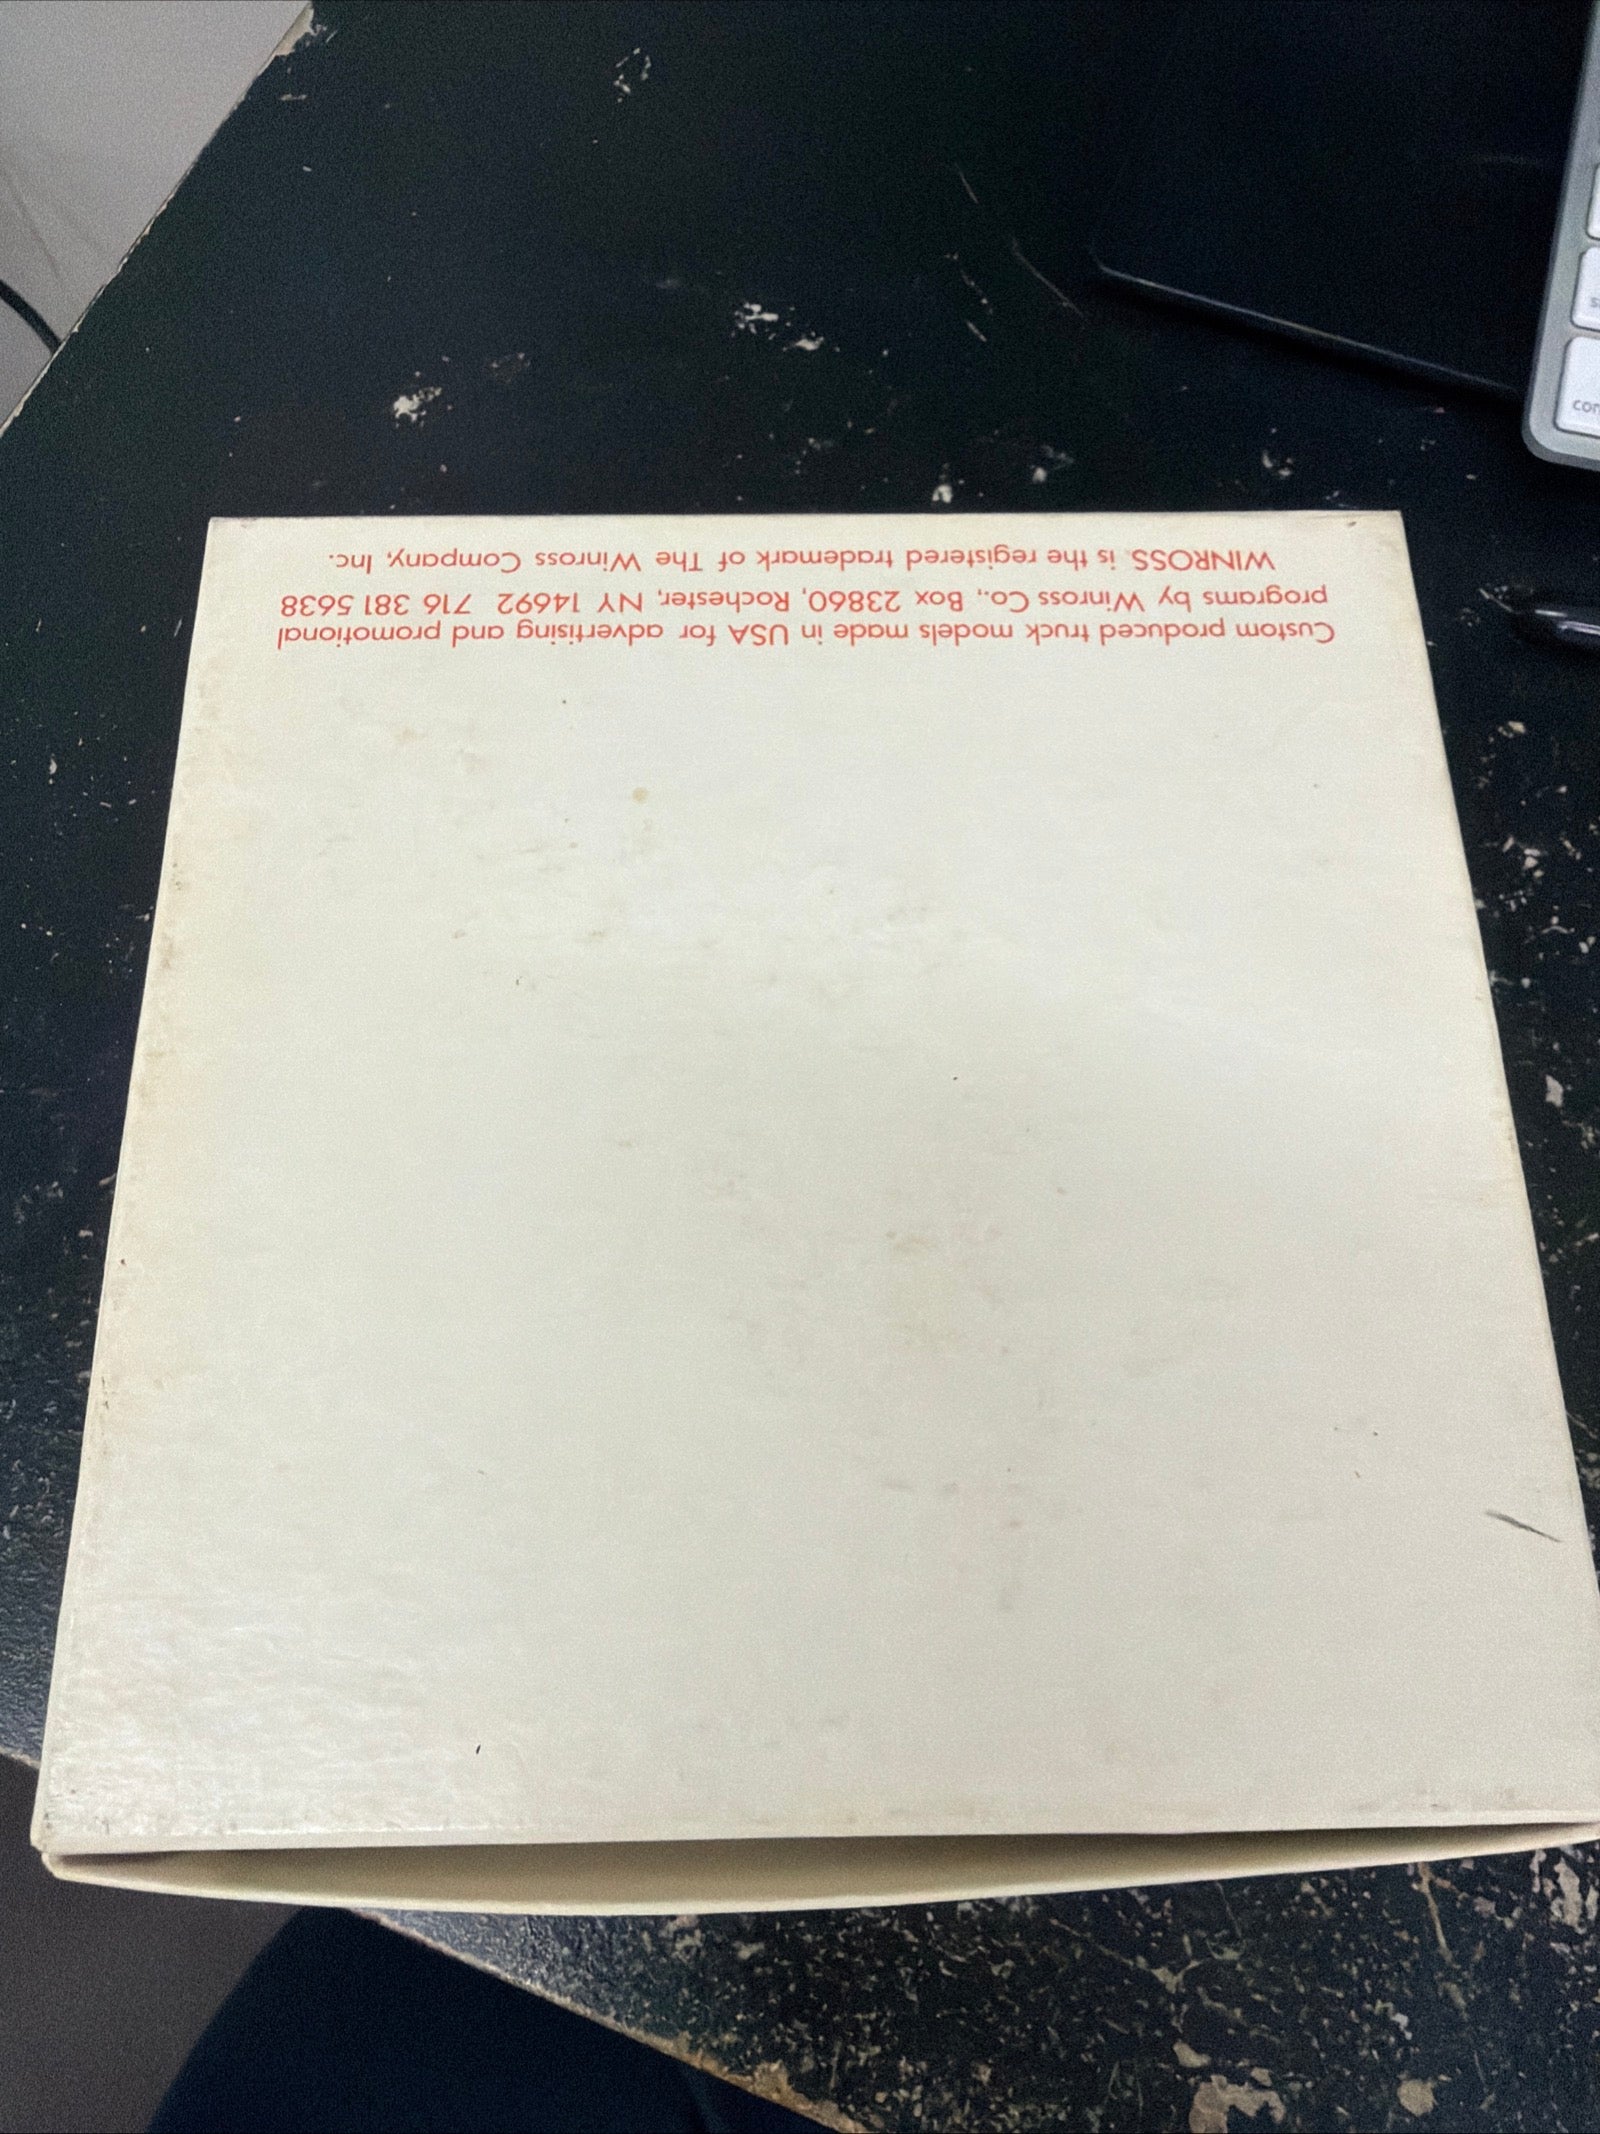 Custom produced truck models made in USA for advertising and promotional
programs by Winross Co., Box 23860, Rochester, NY 14692 716 381 5638
WINROSS. is the registered trademark of The Winross Company, Inc.